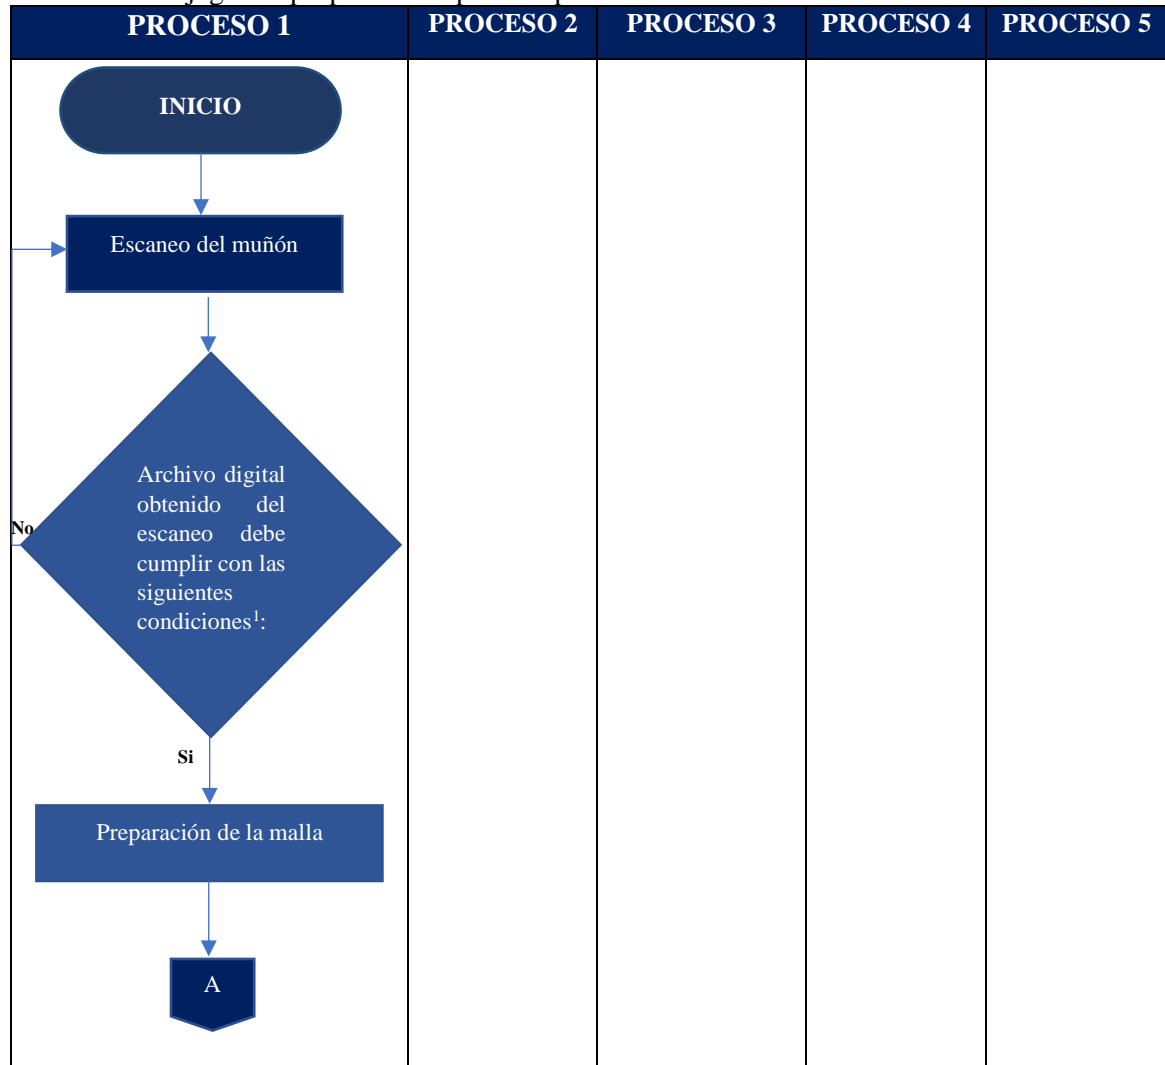 PROCESO 1 PROCESO 2 PROCESO 3 PROCESO 4 PROCESO 5
INICIO
Escaneo del muñón
Archivo digital
obtenido del
escaneo debe
cumplir con las
siguientes
condiciones¹:
No
Si
Preparación de la malla
A